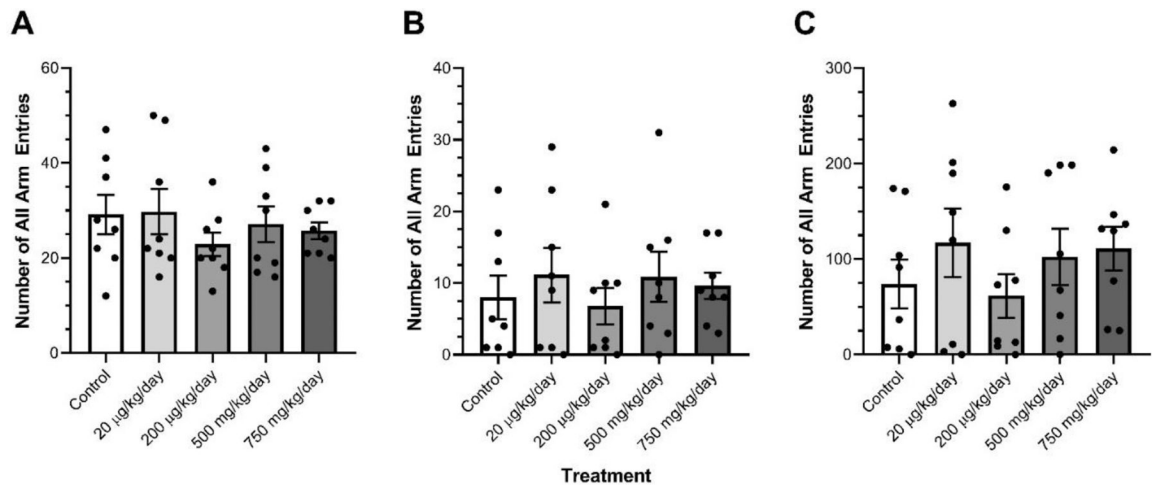 A
B
C
Number of All Arm Entries
60
40
20
0
Control
20 µg/kg/day
200 µg/kg/day
500 mg/kg/day
750 mg/kg/day
Number of All Arm Entries
40
30
20
10
0
Control
20 µg/kg/day
200 µg/kg/day
500 mg/kg/day
750 mg/kg/day
Number of All Arm Entries
300
200
100
0
Control
20 µg/kg/day
200 µg/kg/day
500 mg/kg/day
750 mg/kg/day
Treatment